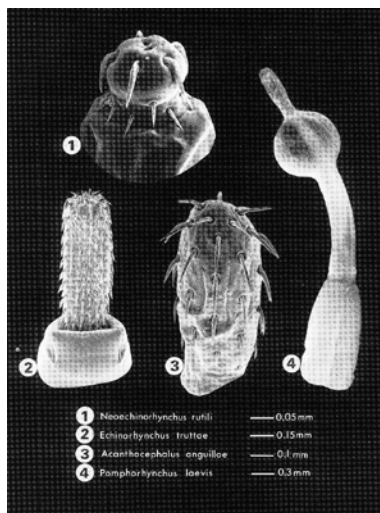 1
2
3
4
1 Neoechinorhynchus rutili 0.05mm
2 Echinorhynchus truttae 0.15mm
3 Acanthocephalus anguillae 0.1mm
4 Pomphorhynchus laevis 0.3mm